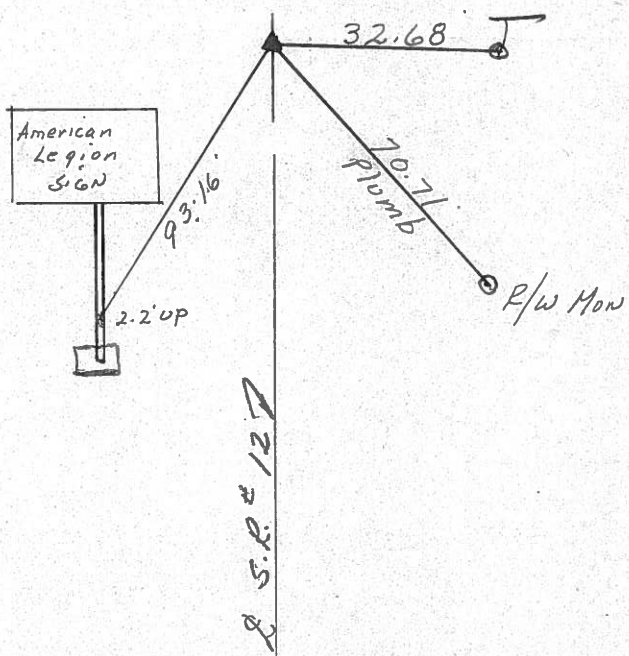 32.68
American
Legion
SIGN
93.16'
70.71
Plumb
2.2' UP
R/W MON
℄ S.R. # 127